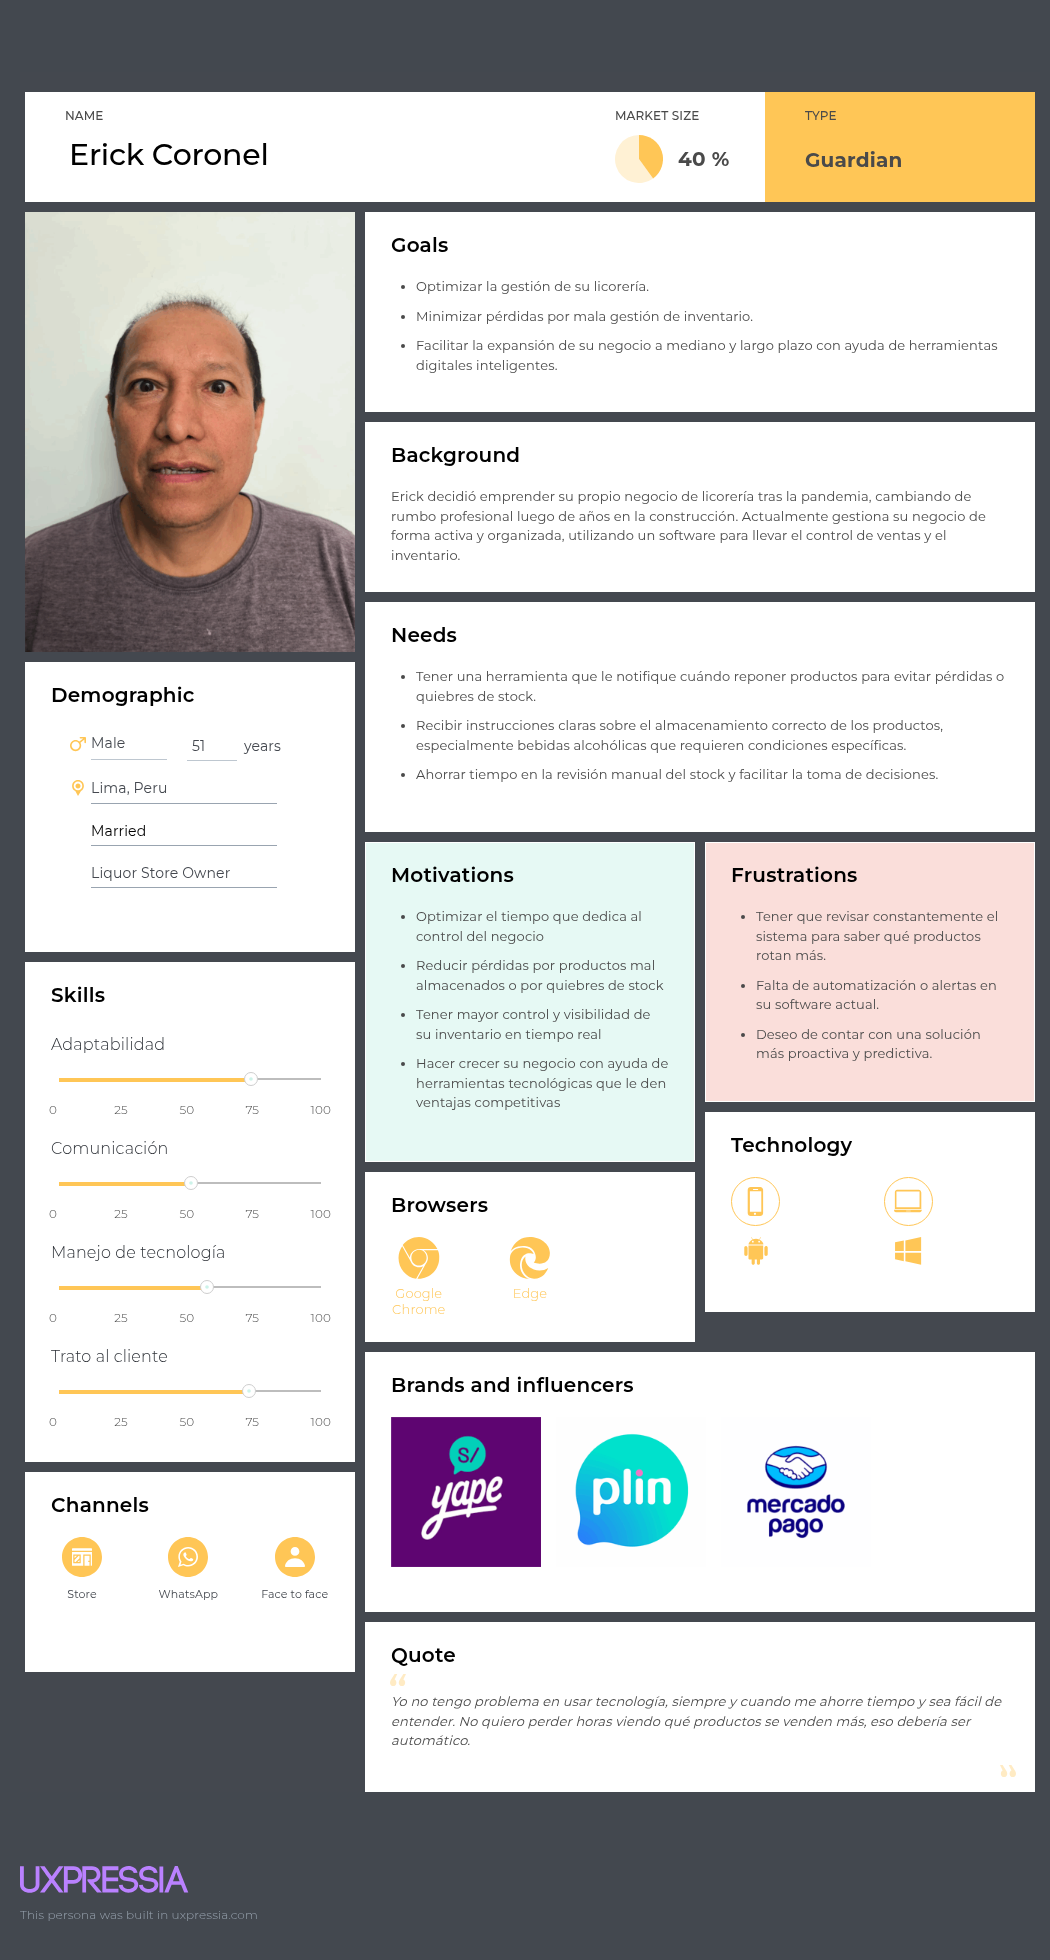 NAME
Erick Coronel
MARKET SIZE
40 %
TYPE
Guardian
Goals
• Optimizar la gestión de su licorería.
• Minimizar pérdidas por mala gestión de inventario.
• Facilitar la expansión de su negocio a mediano y largo plazo con ayuda de herramientas
digitales inteligentes.
Background
Erick decidió emprender su propio negocio de licorería tras la pandemia, cambiando de
rumbo profesional luego de años en la construcción. Actualmente gestiona su negocio de
forma activa y organizada, utilizando un software para llevar el control de ventas y el
inventario.
Needs
• Tener una herramienta que le notifique cuándo reponer productos para evitar pérdidas o
quiebres de stock.
• Recibir instrucciones claras sobre el almacenamiento correcto de los productos,
especialmente bebidas alcohólicas que requieren condiciones específicas.
• Ahorrar tiempo en la revisión manual del stock y facilitar la toma de decisiones.
Demographic
Male 51 years
Lima, Peru
Married
Liquor Store Owner
Skills
Adaptabilidad
0 25 50 75 100
Comunicación
0 25 50 75 100
Manejo de tecnología
0 25 50 75 100
Trato al cliente
0 25 50 75 100
Channels
Store WhatsApp Face to face
Motivations
• Optimizar el tiempo que dedica al
control del negocio
• Reducir pérdidas por productos mal
almacenados o por quiebres de stock
• Tener mayor control y visibilidad de
su inventario en tiempo real
• Hacer crecer su negocio con ayuda de
herramientas tecnológicas que le den
ventajas competitivas
Frustrations
• Tener que revisar constantemente el
sistema para saber qué productos
rotan más.
• Falta de automatización o alertas en
su software actual.
• Deseo de contar con una solución
más proactiva y predictiva.
Technology
Browsers
Google
Chrome
Edge
Brands and influencers
S/
yape
plin
mercado
pago
Quote
“
Yo no tengo problema en usar tecnología, siempre y cuando me ahorre tiempo y sea fácil de
entender. No quiero perder horas viendo qué productos se venden más, eso debería ser
automático.
”
UXPRESSIA
This persona was built in uxpressia.com